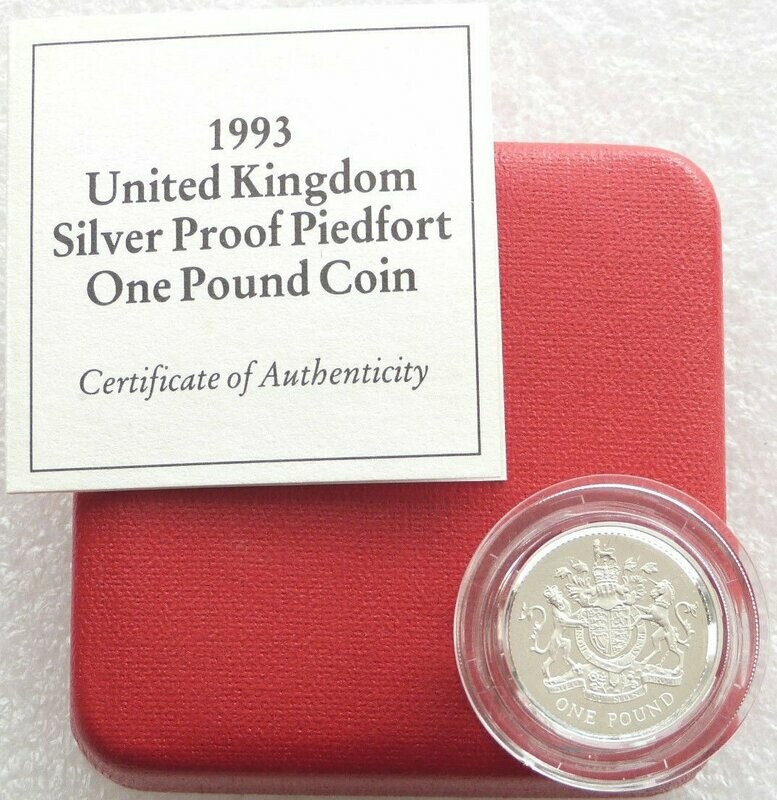 1993
United Kingdom
Silver Proof Piedfort
One Pound Coin
Certificate of Authenticity
ONE POUND